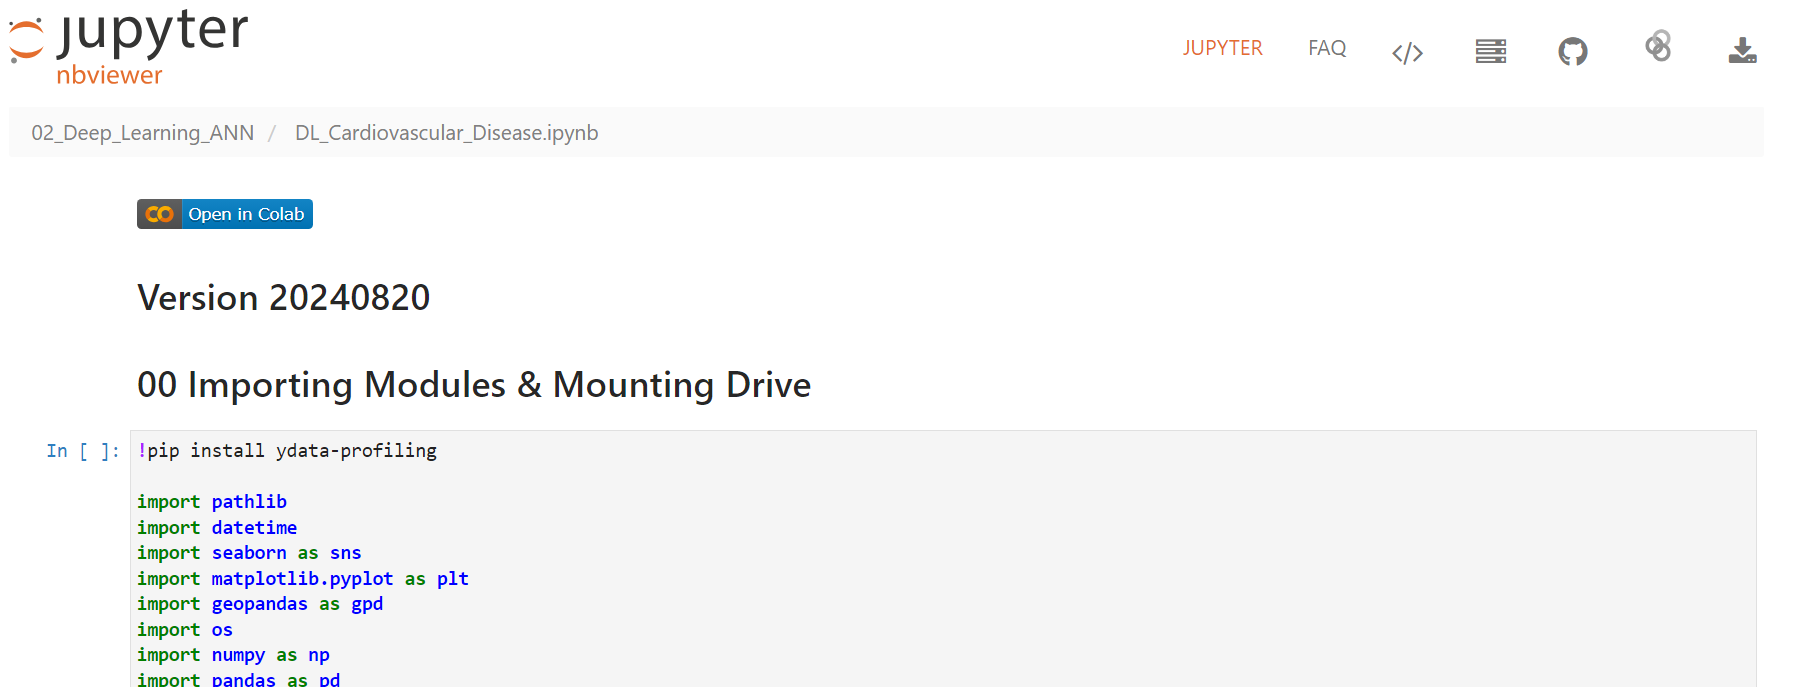 jupyter
nbviewer
JUPYTER FAQ </>
02_Deep_Learning_ANN / DL_Cardiovascular_Disease.ipynb
Open in Colab
Version 20240820
00 Importing Modules & Mounting Drive
In [ ]: !pip install ydata-profiling
import pathlib
import datetime
import seaborn as sns
import matplotlib.pyplot as plt
import geopandas as gpd
import os
import numpy as np
import pandas as pd